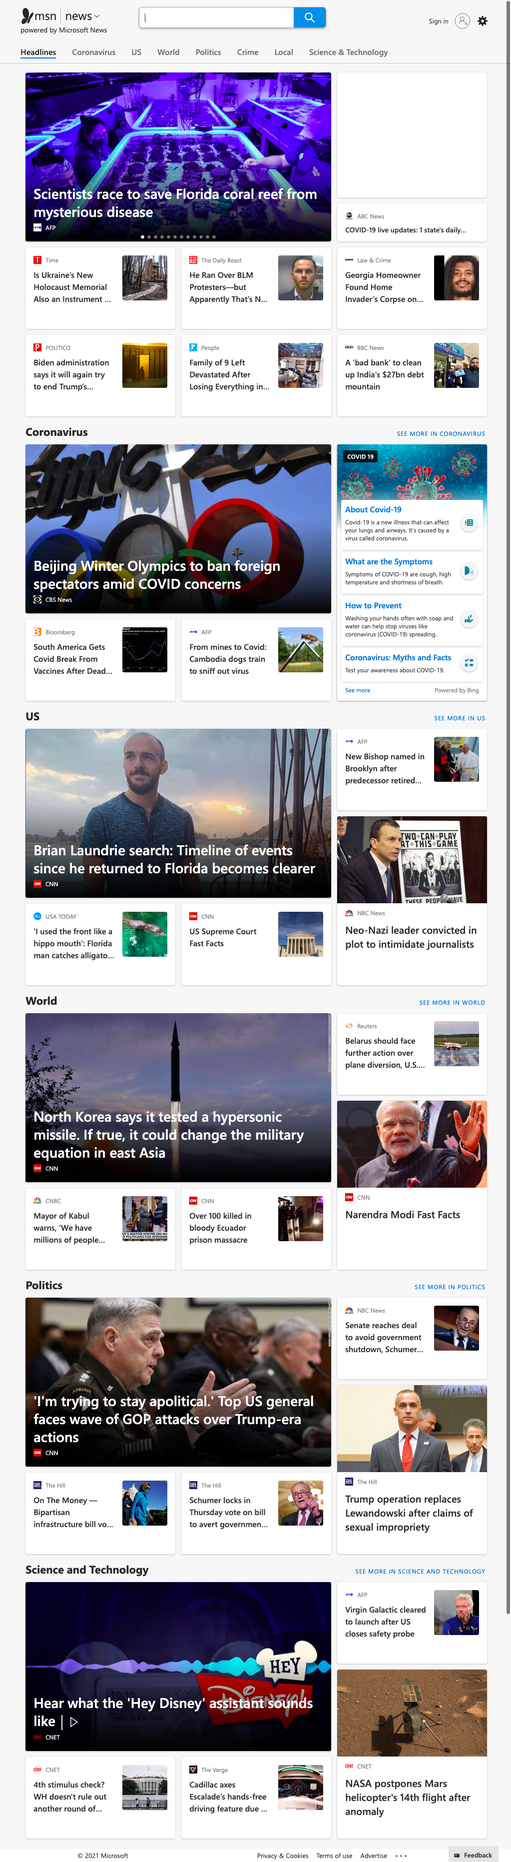 msn | news
powered by Microsoft News
Sign in
Headlines Coronavirus US World Politics Crime Local Science & Technology
Scientists race to save Florida coral reef from
mysterious disease
AFP
ABC News
COVID-19 live updates: 1 state's daily...
Time
Is Ukraine's New
Holocaust Memorial
Also an Instrument ...
The Daily Beast
He Ran Over BLM
Protesters—but
Apparently That's N...
Law & Crime
Georgia Homeowner
Found Home
Invader's Corpse on...
POLITICO
Biden administration
says it will again try
to end Trump's...
People
Family of 9 Left
Devastated After
Losing Everything in...
BBC News
A 'bad bank' to clean
up India's $27bn debt
mountain
Coronavirus
SEE MORE IN CORONAVIRUS
Beijing Winter Olympics to ban foreign
spectators amid COVID concerns
CBS News
COVID 19
About Covid-19
Covid-19 is a new illness that can affect
your lungs and airways. It's caused by a
virus called coronavirus.
What are the Symptoms
Symptoms of COVID-19 are cough, high
temperature and shortness of breath.
How to Prevent
Washing your hands often with soap and
water can help stop viruses like
coronavirus (COVID-19) spreading.
Coronavirus: Myths and Facts
Test your awareness about COVID-19.
See more
Powered by Bing
Bloomberg
South America Gets
Covid Break From
Vaccines After Dead...
AFP
From mines to Covid:
Cambodia dogs train
to sniff out virus
US
SEE MORE IN US
Brian Laundrie search: Timeline of events
since he returned to Florida becomes clearer
CNN
AFP
New Bishop named in
Brooklyn after
predecessor retired...
TWO CAN PLAY
AT THIS GAME
THESE PEOPLE HAVE
NBC News
Neo-Nazi leader convicted in
plot to intimidate journalists
USA TODAY
'I used the front like a
hippo mouth': Florida
man catches alligato...
CNN
US Supreme Court
Fast Facts
World
SEE MORE IN WORLD
North Korea says it tested a hypersonic
missile. If true, it could change the military
equation in east Asia
CNN
Reuters
Belarus should face
further action over
plane diversion, U.S....
CNN
Narendra Modi Fast Facts
CNBC
Mayor of Kabul
warns, 'We have
millions of people...
CNN
Over 100 killed in
bloody Ecuador
prison massacre
Politics
SEE MORE IN POLITICS
'I'm trying to stay apolitical.' Top US general
faces wave of GOP attacks over Trump-era
actions
CNN
NBC News
Senate reaches deal
to avoid government
shutdown, Schumer...
The Hill
Trump operation replaces
Lewandowski after claims of
sexual impropriety
The Hill
On The Money —
Bipartisan
infrastructure bill vo...
The Hill
Schumer locks in
Thursday vote on bill
to avert governmen...
Science and Technology
SEE MORE IN SCIENCE AND TECHNOLOGY
HEY
Disney!
Hear what the 'Hey Disney' assistant sounds
like |
CNET
AFP
Virgin Galactic cleared
to launch after US
closes safety probe
CNET
NASA postpones Mars
helicopter's 14th flight after
anomaly
CNET
4th stimulus check?
WH doesn't rule out
another round of...
The Verge
Cadillac axes
Escalade's hands-free
driving feature due ...
© 2021 Microsoft
Privacy & Cookies Terms of use Advertise ...
Feedback